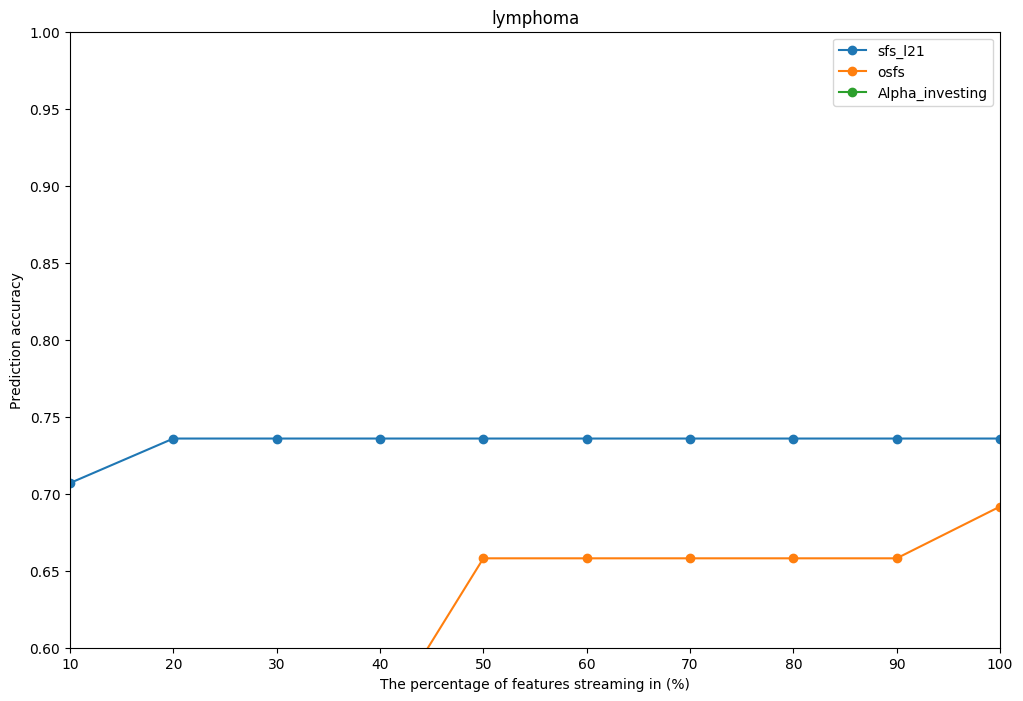 lymphoma
sfs_l21
osfs
Alpha_investing
Prediction accuracy
1.00
0.95
0.90
0.85
0.80
0.75
0.70
0.65
0.60
10 20 30 40 50 60 70 80 90 100
The percentage of features streaming in (%)